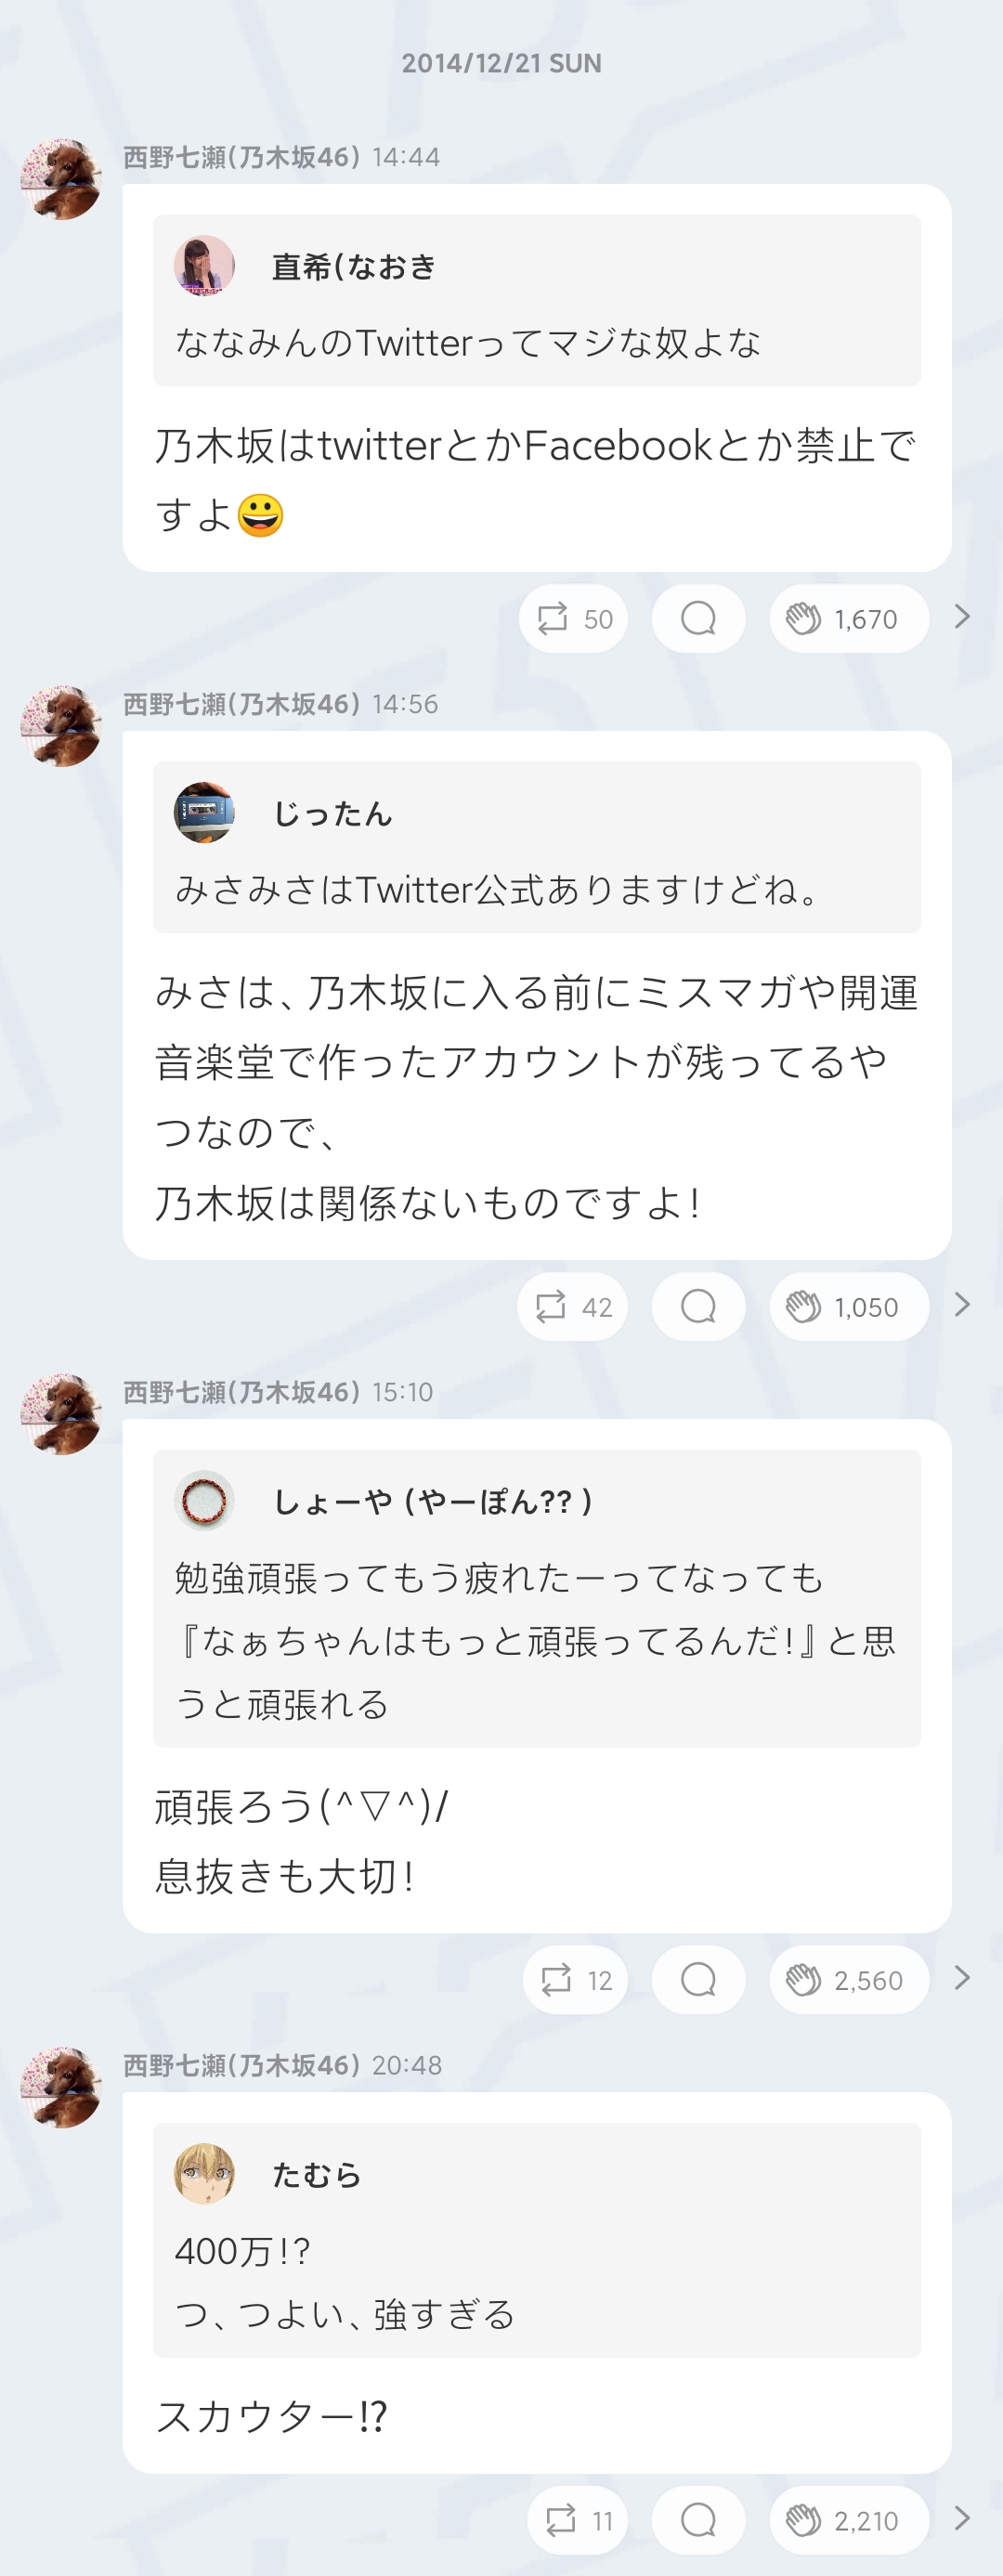 2014/12/21 SUN
西野七瀬(乃木坂46) 14:44
直希(なおき
ななみんのTwitterってマジな奴よな
乃木坂はtwitterとかFacebookとか禁止で
すよ😀
50
1,670
西野七瀬(乃木坂46) 14:56
じったん
みさみさはTwitter公式ありますけどね。
みさは、乃木坂に入る前にミスマガや開運
音楽堂で作ったアカウントが残ってるや
つなので、
乃木坂は関係ないものですよ!
42
1,050
西野七瀬(乃木坂46) 15:10
しょーや (やーぽん?? )
勉強頑張ってもう疲れたーってなっても
『なぁちゃんはもっと頑張ってるんだ!』と思
うと頑張れる
頑張ろう(^▽^)/
息抜きも大切!
12
2,560
西野七瀬(乃木坂46) 20:48
たむら
400万!?
つ、つよい、強すぎる
スカウター!?
11
2,210